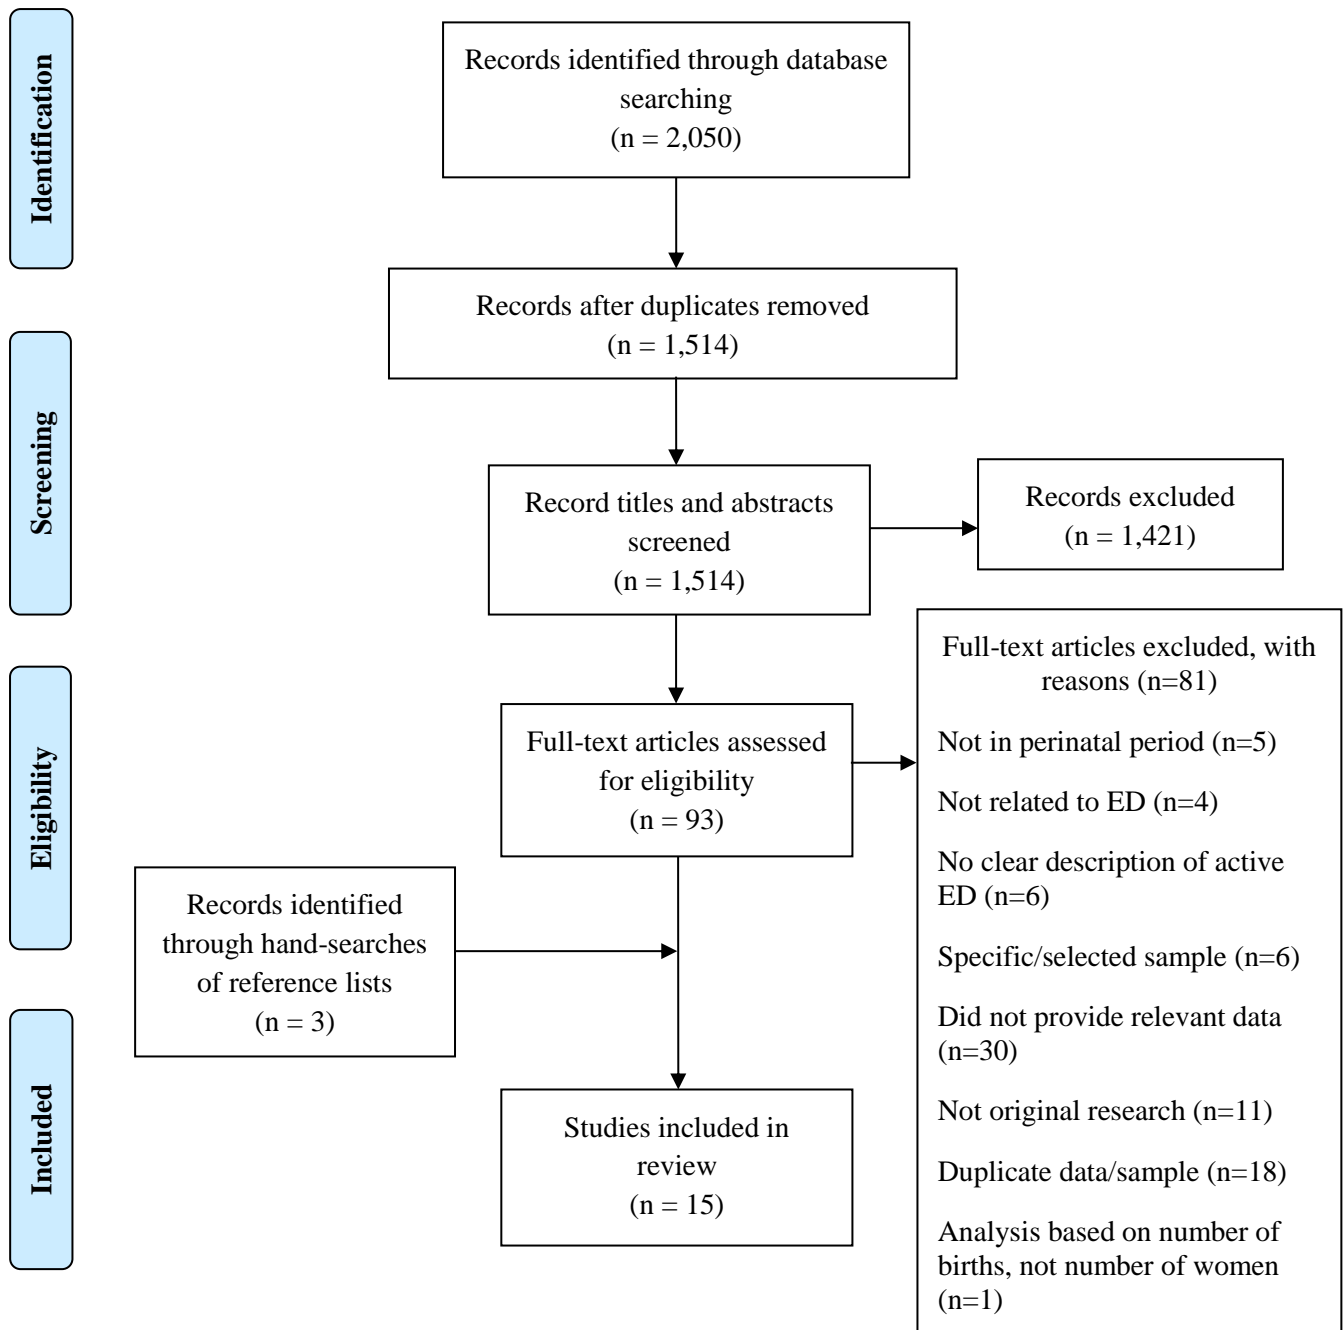 Identification
Records identified through database
searching
(n = 2,050)
Records after duplicates removed
(n = 1,514)
Screening
Record titles and abstracts
screened
(n = 1,514)
Records excluded
(n = 1,421)
Eligibility
Full-text articles assessed
for eligibility
(n = 93)
Full-text articles excluded, with
reasons (n=81)
Not in perinatal period (n=5)
Not related to ED (n=4)
No clear description of active
ED (n=6)
Specific/selected sample (n=6)
Did not provide relevant data
(n=30)
Not original research (n=11)
Duplicate data/sample (n=18)
Analysis based on number of
births, not number of women
(n=1)
Records identified
through hand-searches
of reference lists
(n = 3)
Included
Studies included in
review
(n = 15)